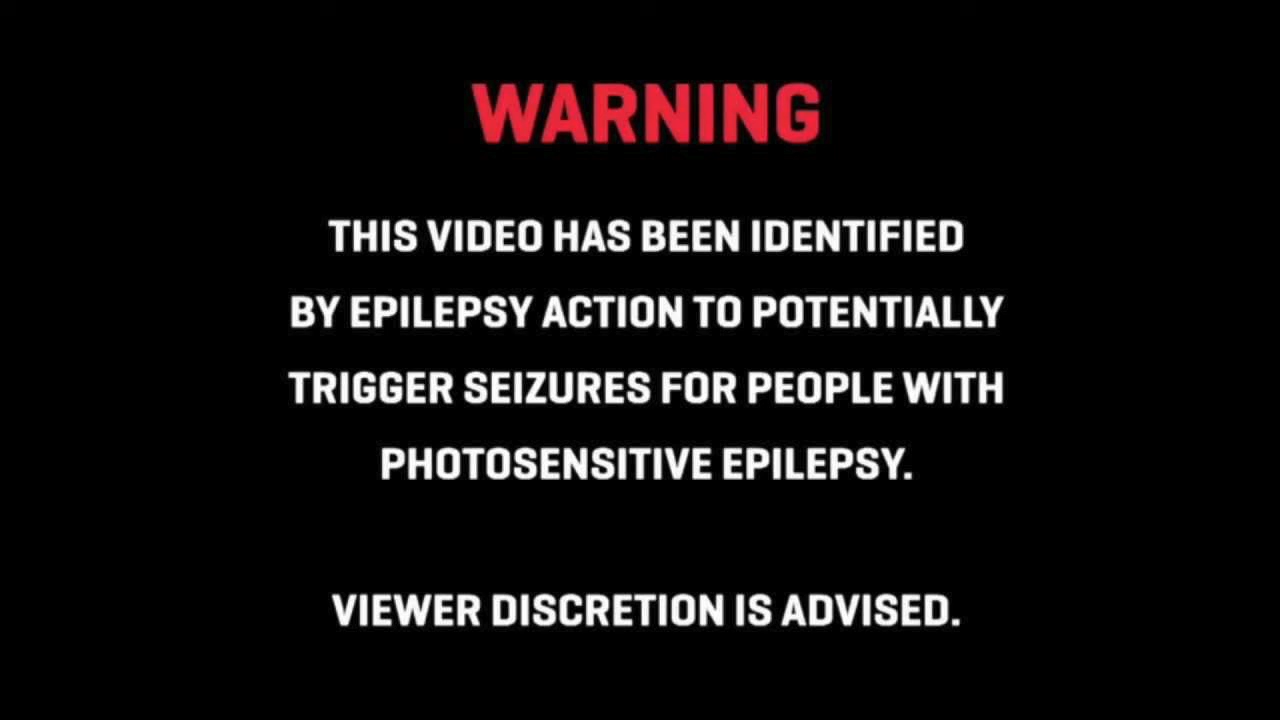 WARNING
THIS VIDEO HAS BEEN IDENTIFIED
BY EPILEPSY ACTION TO POTENTIALLY
TRIGGER SEIZURES FOR PEOPLE WITH
PHOTOSENSITIVE EPILEPSY.
VIEWER DISCRETION IS ADVISED.